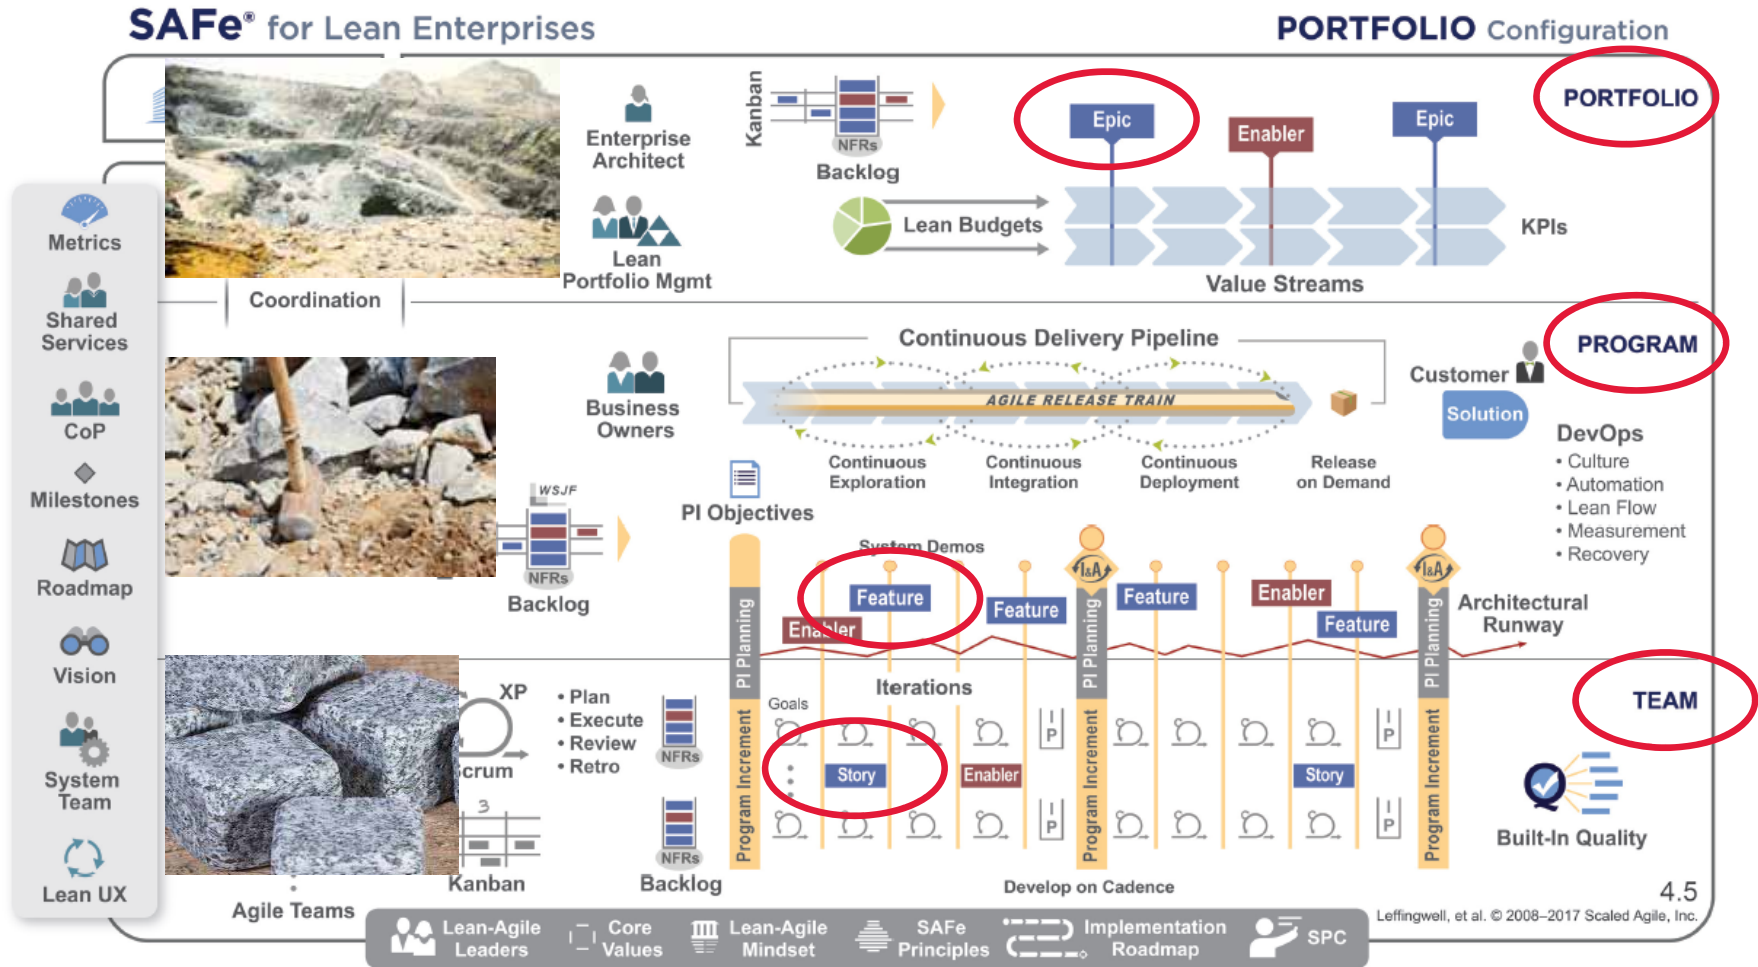 SAFe® for Lean Enterprises
PORTFOLIO Configuration
PORTFOLIO
Enterprise
Architect
Lean
Portfolio Mgmt
Kanban
NFRs
Backlog
Epic
Enabler
Epic
Lean Budgets
KPIs
Value Streams
Metrics
Shared
Services
CoP
Milestones
Roadmap
Vision
System
Team
Lean UX
Coordination
PROGRAM
Business
Owners
Continuous Delivery Pipeline
AGILE RELEASE TRAIN
Continuous
Exploration
Continuous
Integration
Continuous
Deployment
Release
on Demand
Customer
Solution
DevOps
• Culture
• Automation
• Lean Flow
• Measurement
• Recovery
WSJF
NFRs
Backlog
PI Objectives
System Demos
Feature
Enabler
Feature
I&A
Feature
Enabler
Feature
I&A
Architectural
Runway
PI Planning
PI Planning
PI Planning
TEAM
XP
Scrum
• Plan
• Execute
• Review
• Retro
NFRs
Iterations
Goals
Story
Enabler
Story
I
P
I
P
I
P
I
P
Program Increment
Program Increment
Program Increment
3
Kanban
NFRs
Backlog
Built-In Quality
Agile Teams
Develop on Cadence
4.5
Leffingwell, et al. © 2008–2017 Scaled Agile, Inc.
Lean-Agile
Leaders
Core
Values
Lean-Agile
Mindset
SAFe
Principles
Implementation
Roadmap
SPC